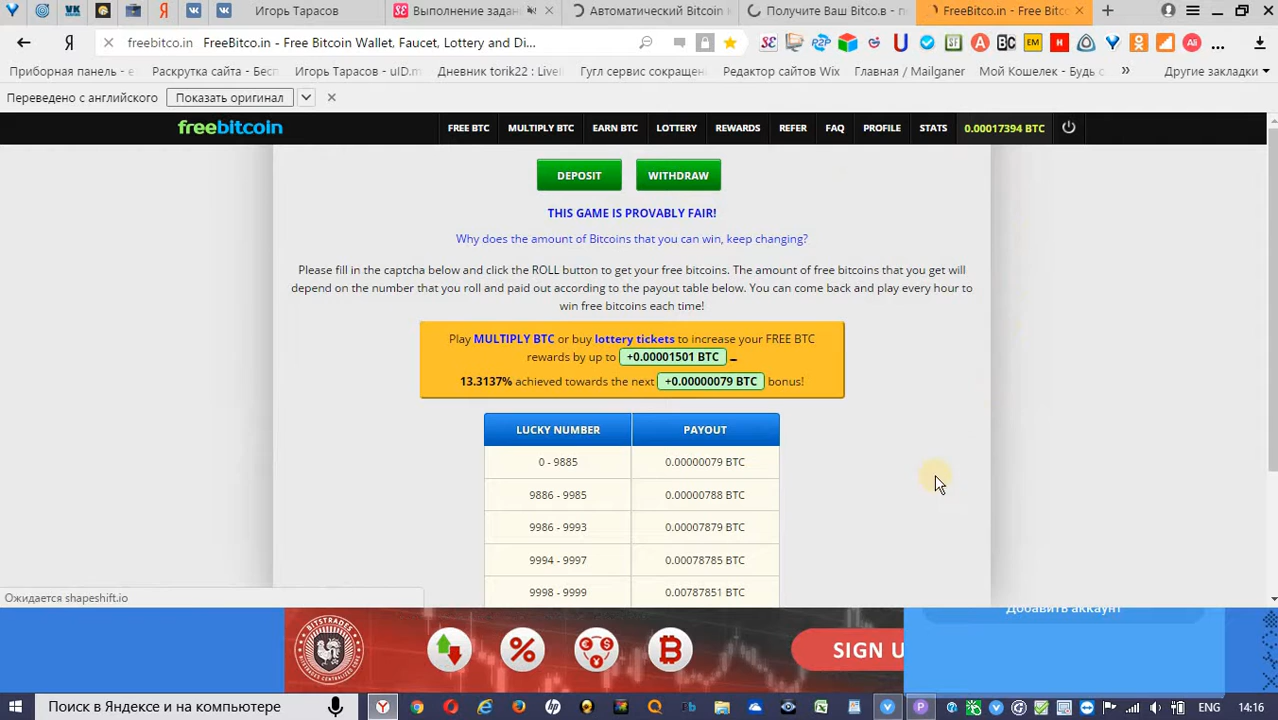 Игорь Тарасов
Выполнение задани
Автоматический Bitcoin к
Получите Ваш Bitco.в - п
FreeBitco.in - Free Bitc
freebitco.in
FreeBitco.in - Free Bitcoin Wallet, Faucet, Lottery and Di...
Приборная панель - е
Раскрутка сайта - Бесп
Игорь Тарасов - uID.m
Дневник torik22 : LiveI
Гугл сервис сокращен
Редактор сайтов Wix
Главная / Mailganer
Мой Кошелек - Будь с
Другие закладки
Переведено с английского
Показать оригинал
freebitcoin
FREE BTC
MULTIPLY BTC
EARN BTC
LOTTERY
REWARDS
REFER
FAQ
PROFILE
STATS
0.00017394 BTC
DEPOSIT
WITHDRAW
THIS GAME IS PROVABLY FAIR!
Why does the amount of Bitcoins that you can win, keep changing?
Please fill in the captcha below and click the ROLL button to get your free bitcoins. The amount of free bitcoins that you get will
depend on the number that you roll and paid out according to the payout table below. You can come back and play every hour to
win free bitcoins each time!
Play MULTIPLY BTC or buy lottery tickets to increase your FREE BTC
rewards by up to +0.00001501 BTC –
13.3137% achieved towards the next +0.00000079 BTC bonus!
LUCKY NUMBER PAYOUT
0 - 9885 0.00000079 BTC
9886 - 9985 0.00000788 BTC
9986 - 9993 0.00007879 BTC
9994 - 9997 0.00078785 BTC
9998 - 9999 0.00787851 BTC
Ожидается shapeshift.io
Добавить аккаунт
BITSTRADES
SIGN U
Поиск в Яндексе и на компьютере
ENG
14:16